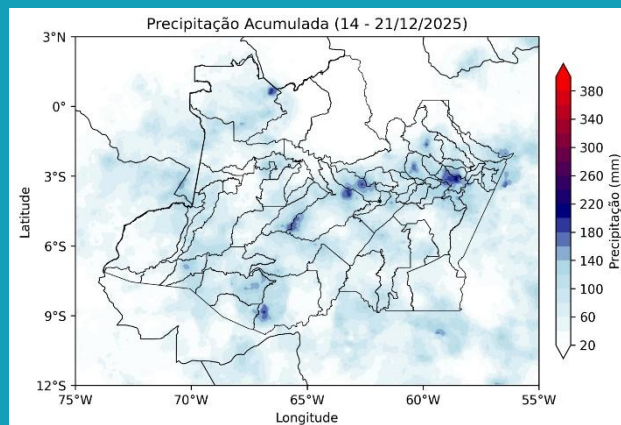 Precipitação Acumulada (14 - 21/12/2025)
3°N
0°
3°S
6°S
9°S
12°S
Latitude
75°W
70°W
65°W
60°W
55°W
Longitude
380
340
300
260
220
180
140
100
60
20
Precipitação (mm)